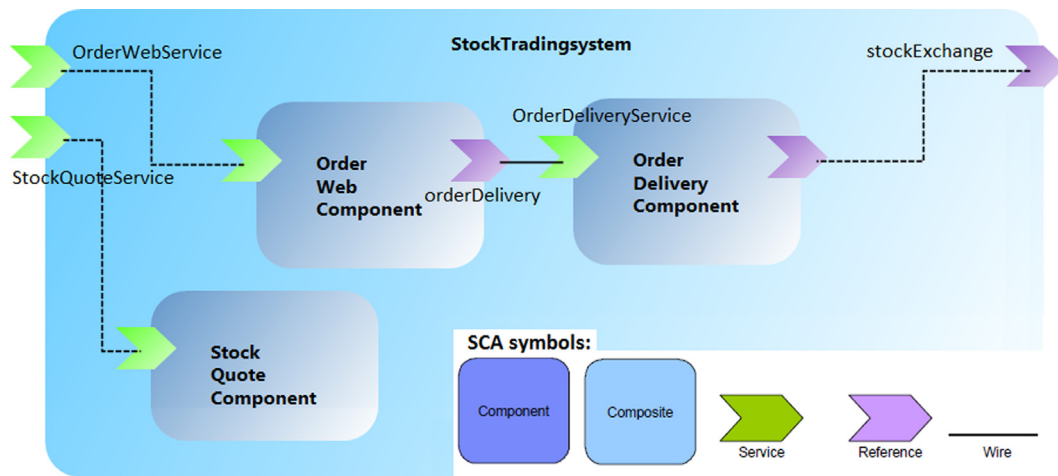 StockTradingsystem
OrderWebService
stockExchange
StockQuoteService
OrderDeliveryService
Order
Web
Component
orderDelivery
Order
Delivery
Component
Stock
Quote
Component
SCA symbols:
Component
Composite
Service
Reference
Wire